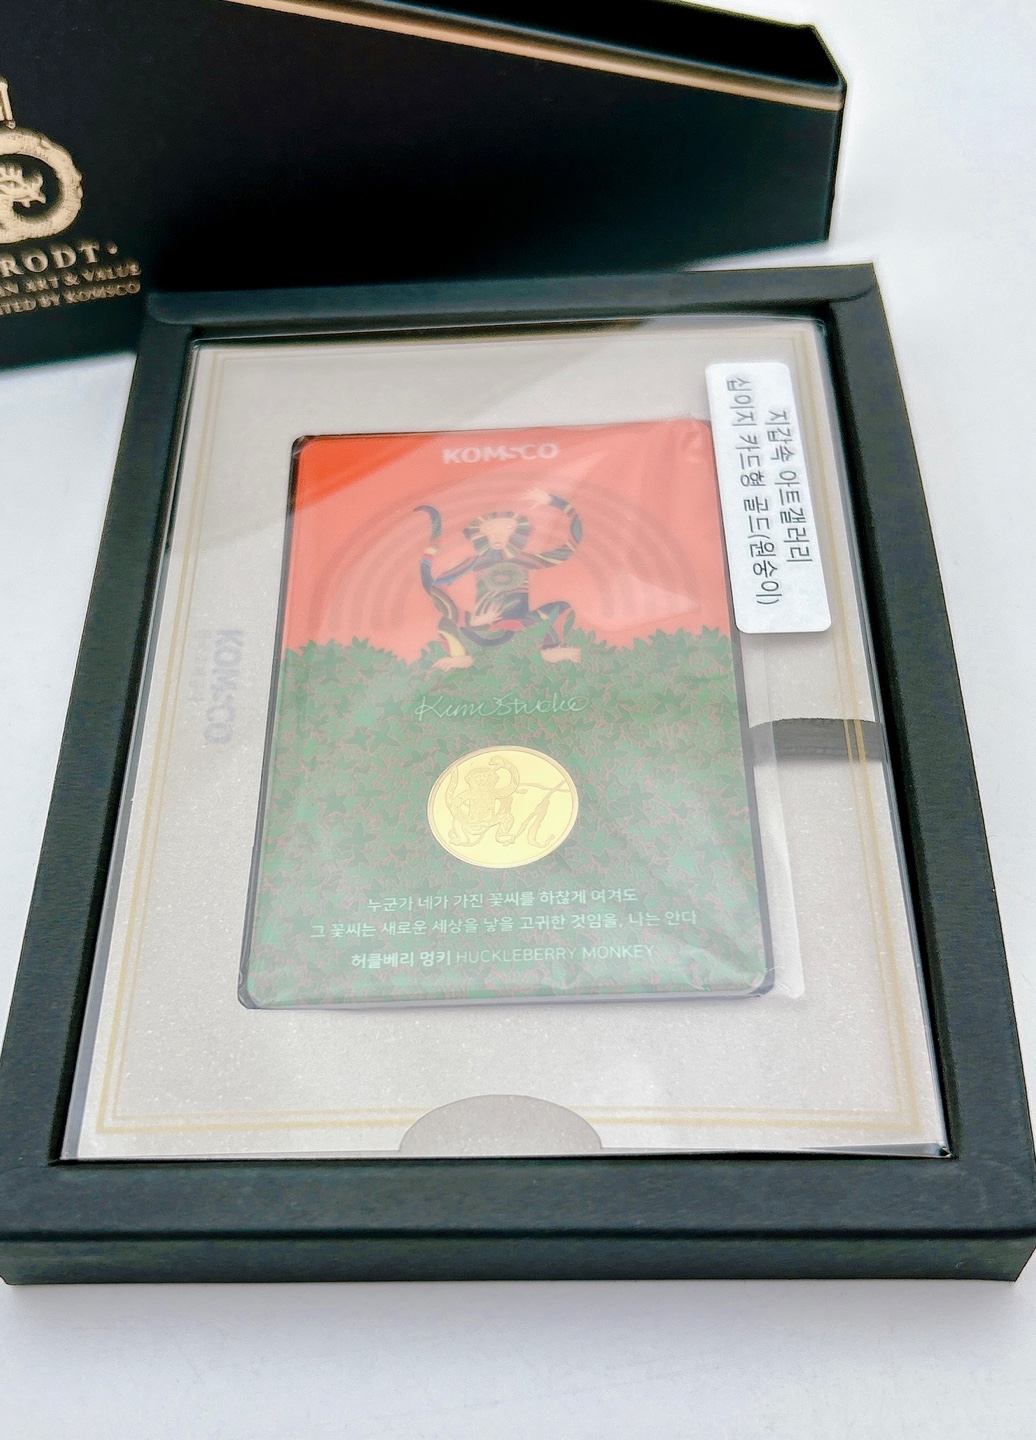 RODT·
AN ART & VALUE
TED BY KOMSCO
지갑속 아트갤러리
십이지 카드형 골드(원숭이)
KOMSCO
KOMSCO
누군가 네가 가진 꽃씨를 하찮게 여겨도
그 꽃씨는 새로운 세상을 낳을 고귀한 것임을, 나는 안다
허클베리 멍키 HUCKLEBERRY MONKEY